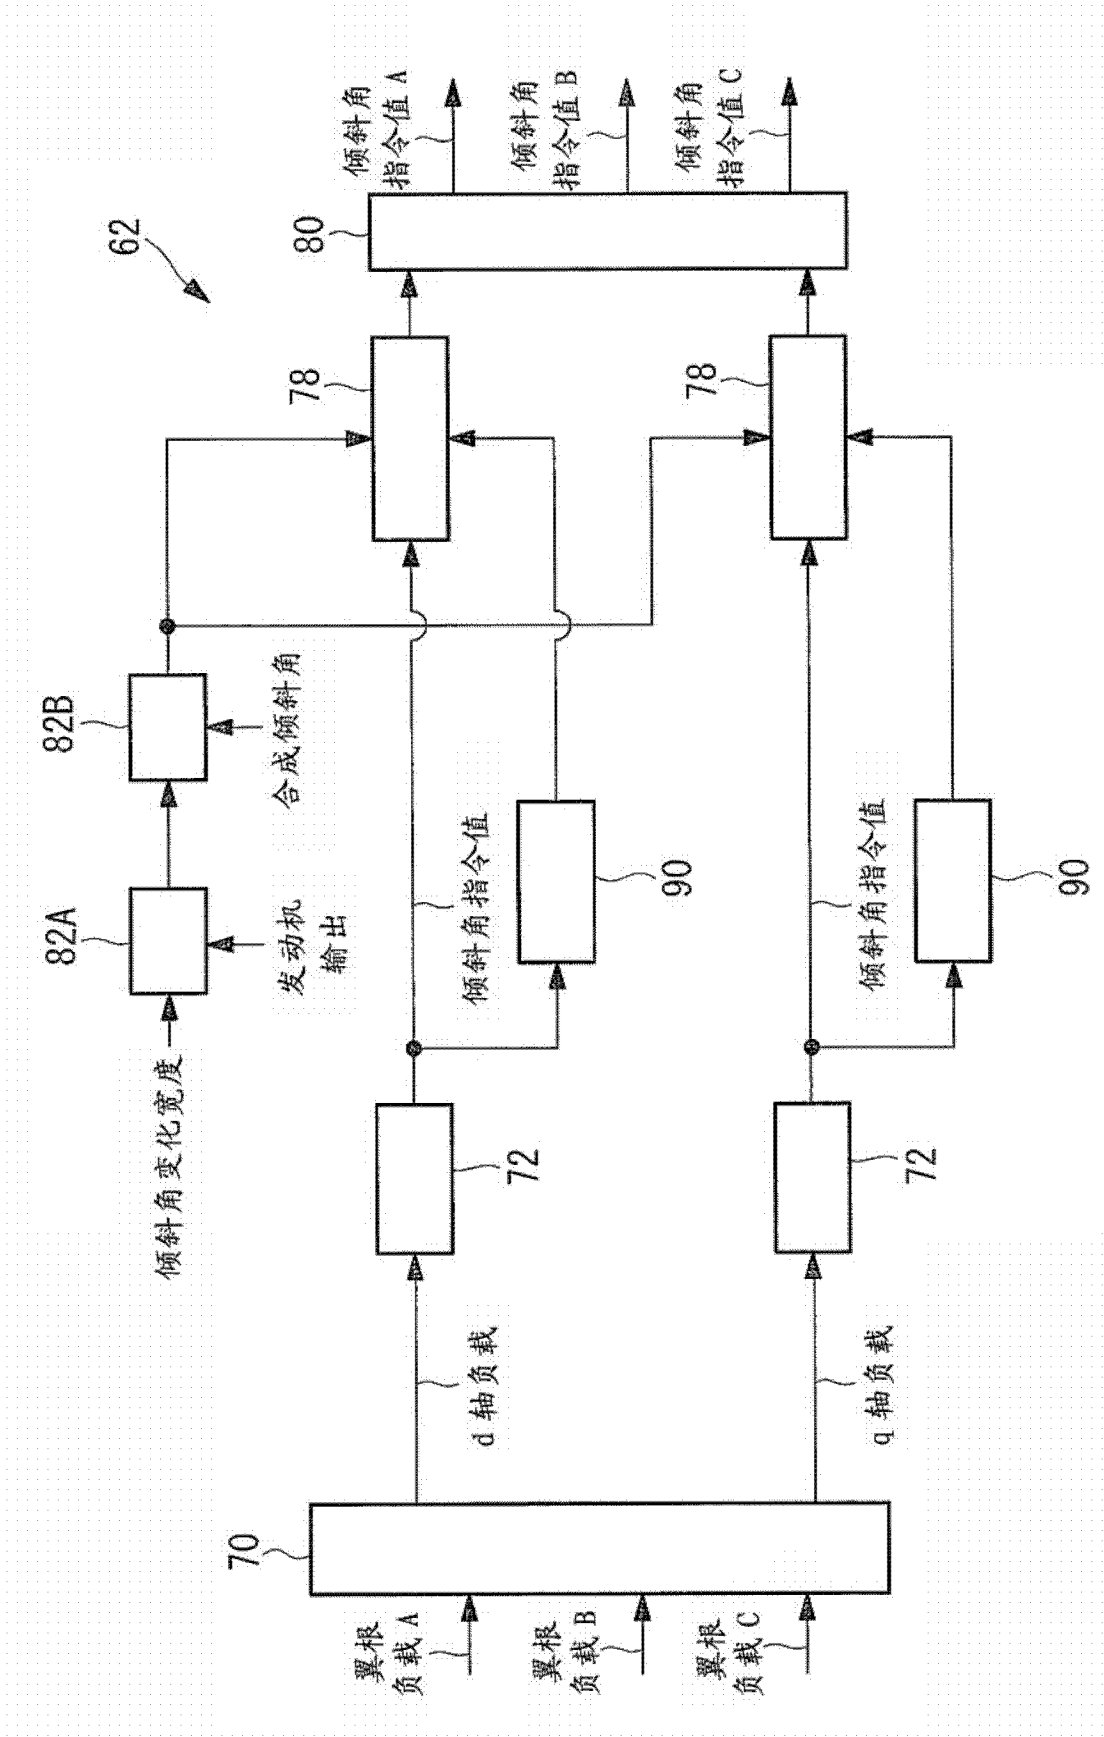 62
倾斜角变化宽度
82A
发动机
输出
82B
合成倾斜角
70
翼根
负载 A
翼根
负载 B
翼根
负载 C
d 轴负载
q 轴负载
72
72
倾斜角指令值
倾斜角指令值
90
90
78
78
80
倾斜角
指令值 A
倾斜角
指令值 B
倾斜角
指令值 C